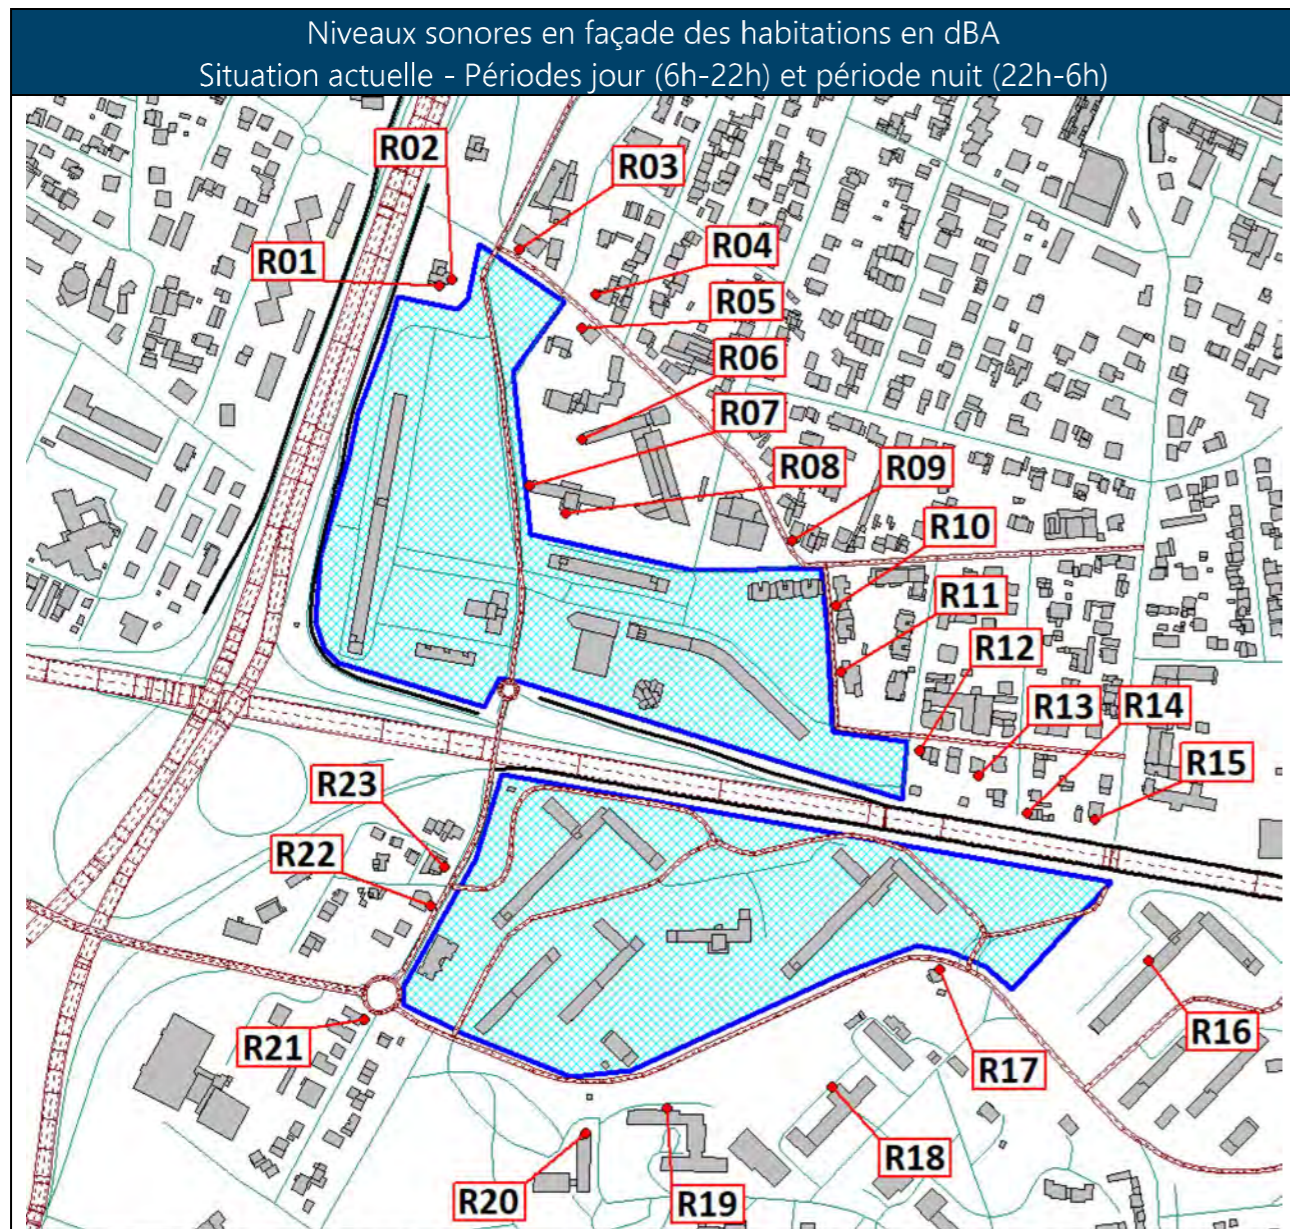 Niveaux sonores en façade des habitations en dBA
Situation actuelle - Périodes jour (6h-22h) et période nuit (22h-6h)
R02
R03
R01
R04
R05
R06
R07
R08
R09
R10
R11
R12
R13
R14
R15
R23
R22
R21
R16
R17
R18
R20
R19